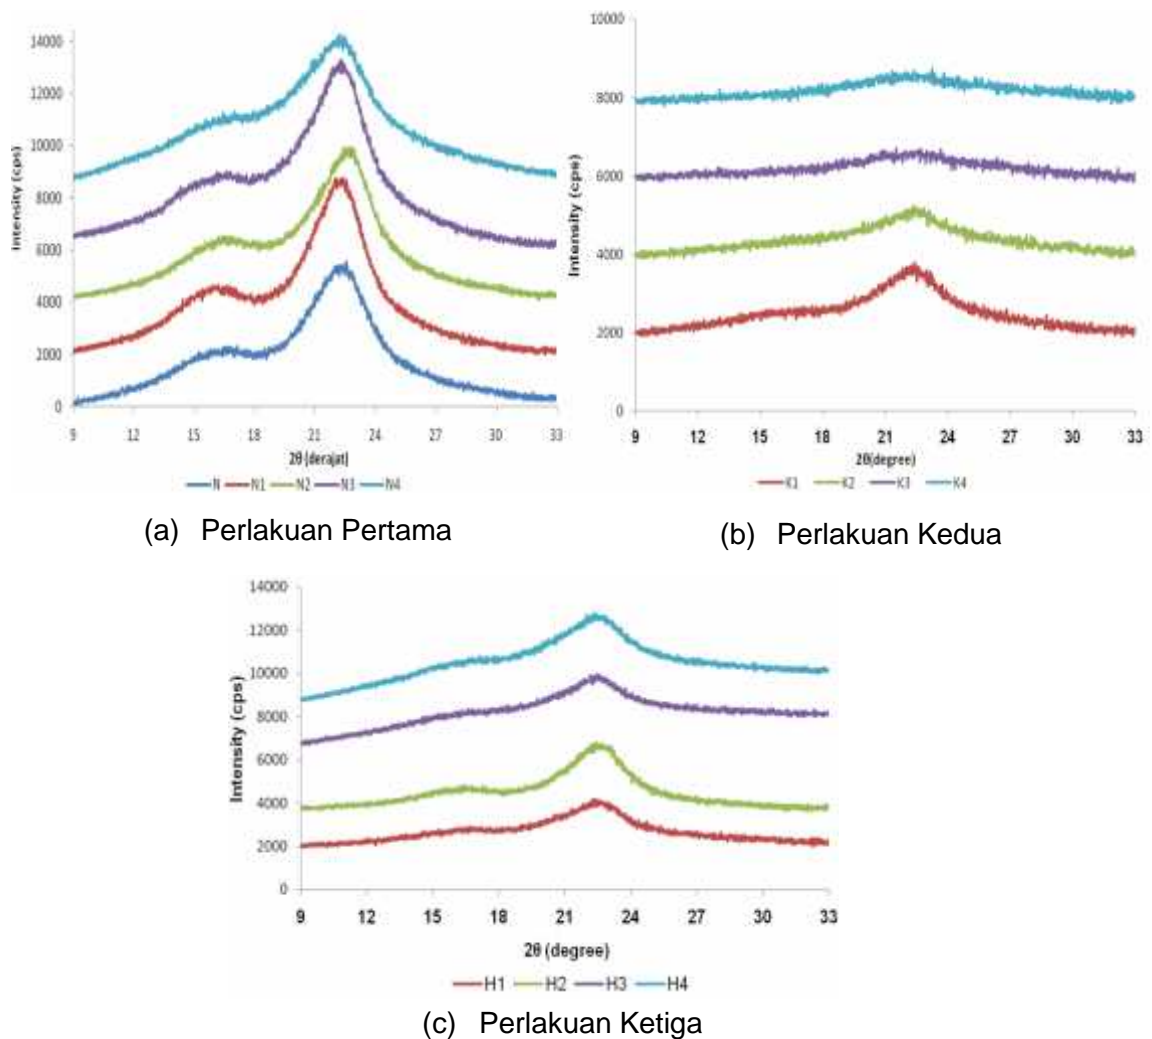 14000
12000
10000
8000
6000
4000
2000
0
Intensity (cps)
9 12 15 18 21 24 27 30 33
2θ (derajat)
N N1 N2 N3 N4
(a) Perlakuan Pertama
10000
8000
6000
4000
2000
0
Intensity (cps)
9 12 15 18 21 24 27 30 33
2θ(degree)
K1 K2 K3 K4
(b) Perlakuan Kedua
14000
12000
10000
8000
6000
4000
2000
0
Intensity (cps)
9 12 15 18 21 24 27 30 33
2θ (degree)
H1 H2 H3 H4
(c) Perlakuan Ketiga